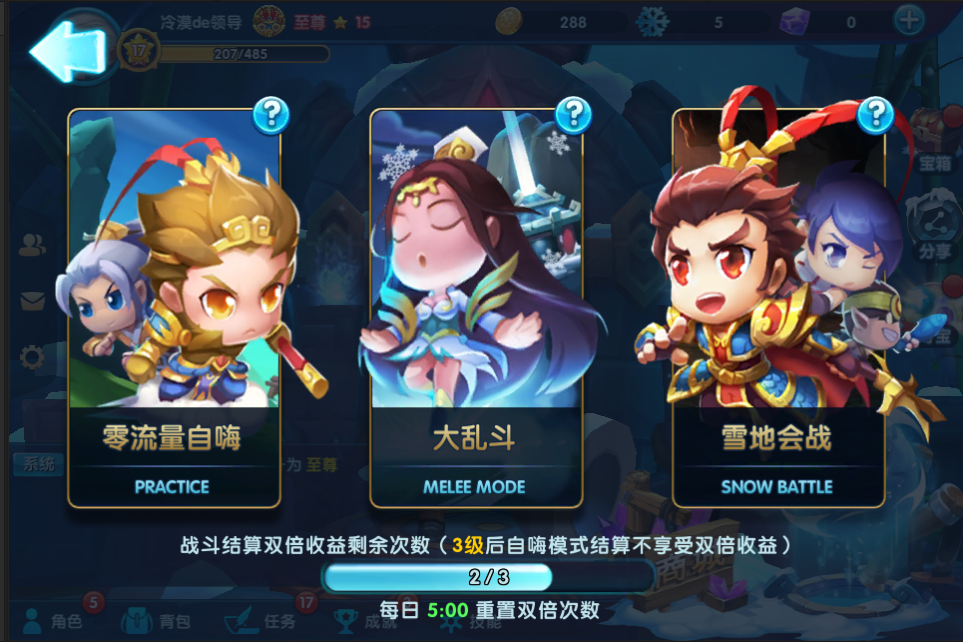 冷漠de领导 至尊 15 288 5 0
17 207/485
? ? ?
宝箱
分享
零流量自嗨 大乱斗 雪地会战
系统 为 至尊
PRACTICE MELEE MODE SNOW BATTLE
战斗结算双倍收益剩余次数（3级后自嗨模式结算不享受双倍收益）
2/3
商城
每日 5:00 重置双倍次数
5 17
角色 背包 任务 成就 技能